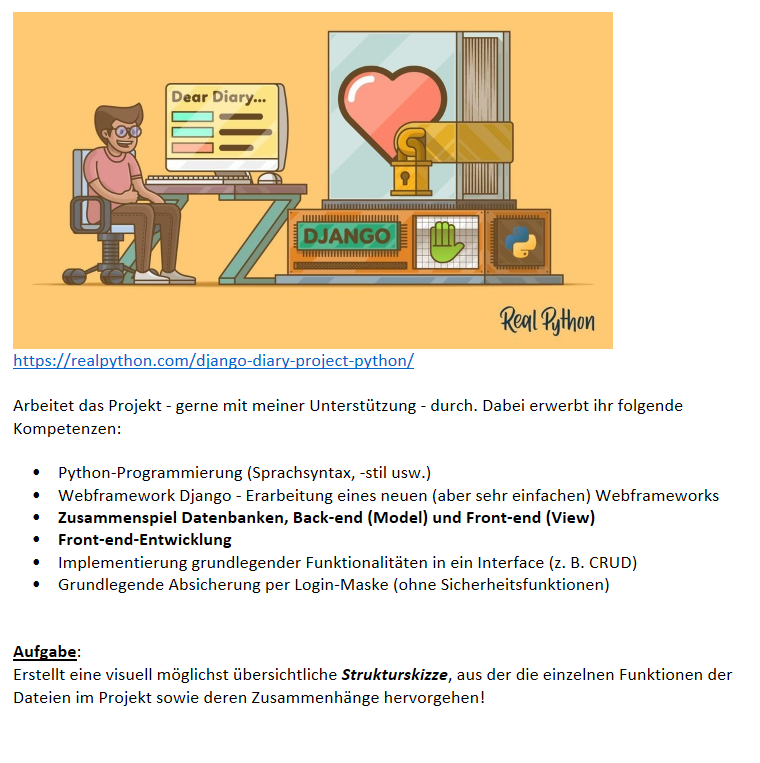 Dear Diary...
DJANGO
Real Python
https://realpython.com/django-diary-project-python/
Arbeitet das Projekt - gerne mit meiner Unterstützung - durch. Dabei erwerbt ihr folgende
Kompetenzen:
• Python-Programmierung (Sprachsyntax, -stil usw.)
• Webframework Django - Erarbeitung eines neuen (aber sehr einfachen) Webframeworks
• Zusammenspiel Datenbanken, Back-end (Model) und Front-end (View)
• Front-end-Entwicklung
• Implementierung grundlegender Funktionalitäten in ein Interface (z. B. CRUD)
• Grundlegende Absicherung per Login-Maske (ohne Sicherheitsfunktionen)
Aufgabe:
Erstellt eine visuell möglichst übersichtliche Strukturskizze, aus der die einzelnen Funktionen der
Dateien im Projekt sowie deren Zusammenhänge hervorgehen!